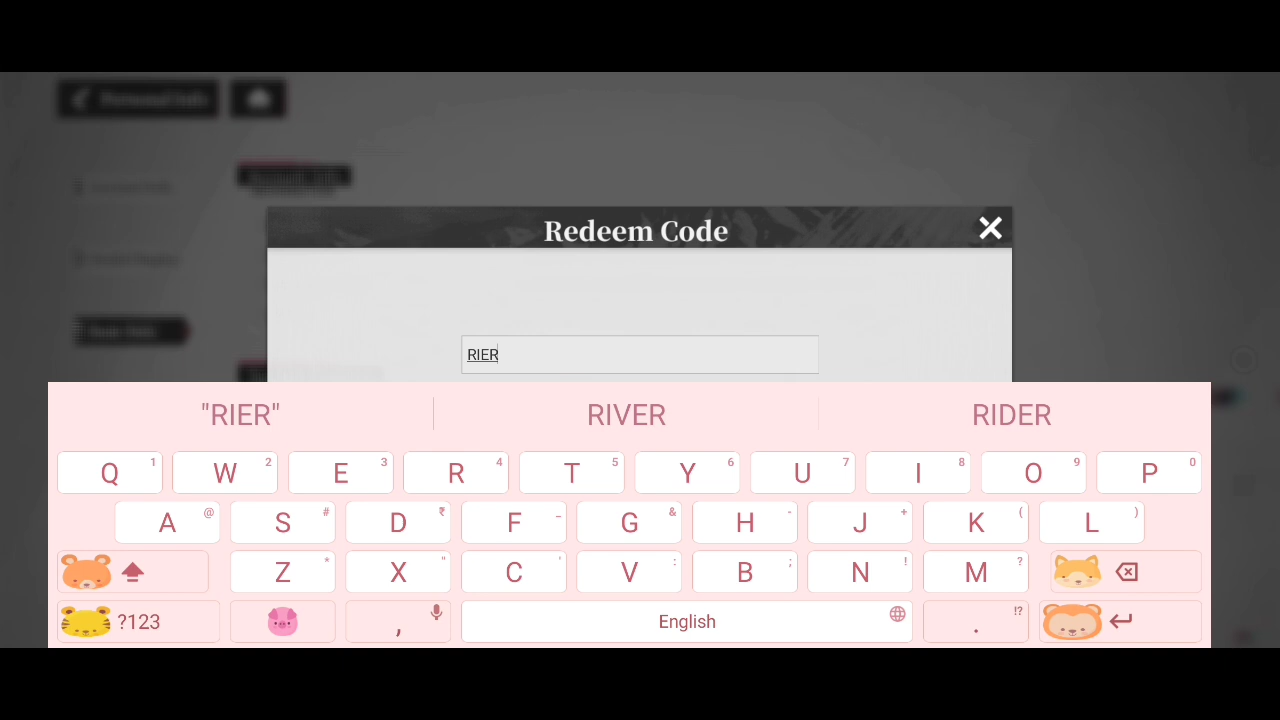 Redeem Code
RIER
"RIER" RIVER RIDER
Q 1 W 2 E 3 R 4 T 5 Y 6 U 7 I 8 O 9 P 0
A @ S # D ₹ F _ G & H - J + K ( L )
Z * X " C ' V : B ; N ! M ?
?123 , English . !?